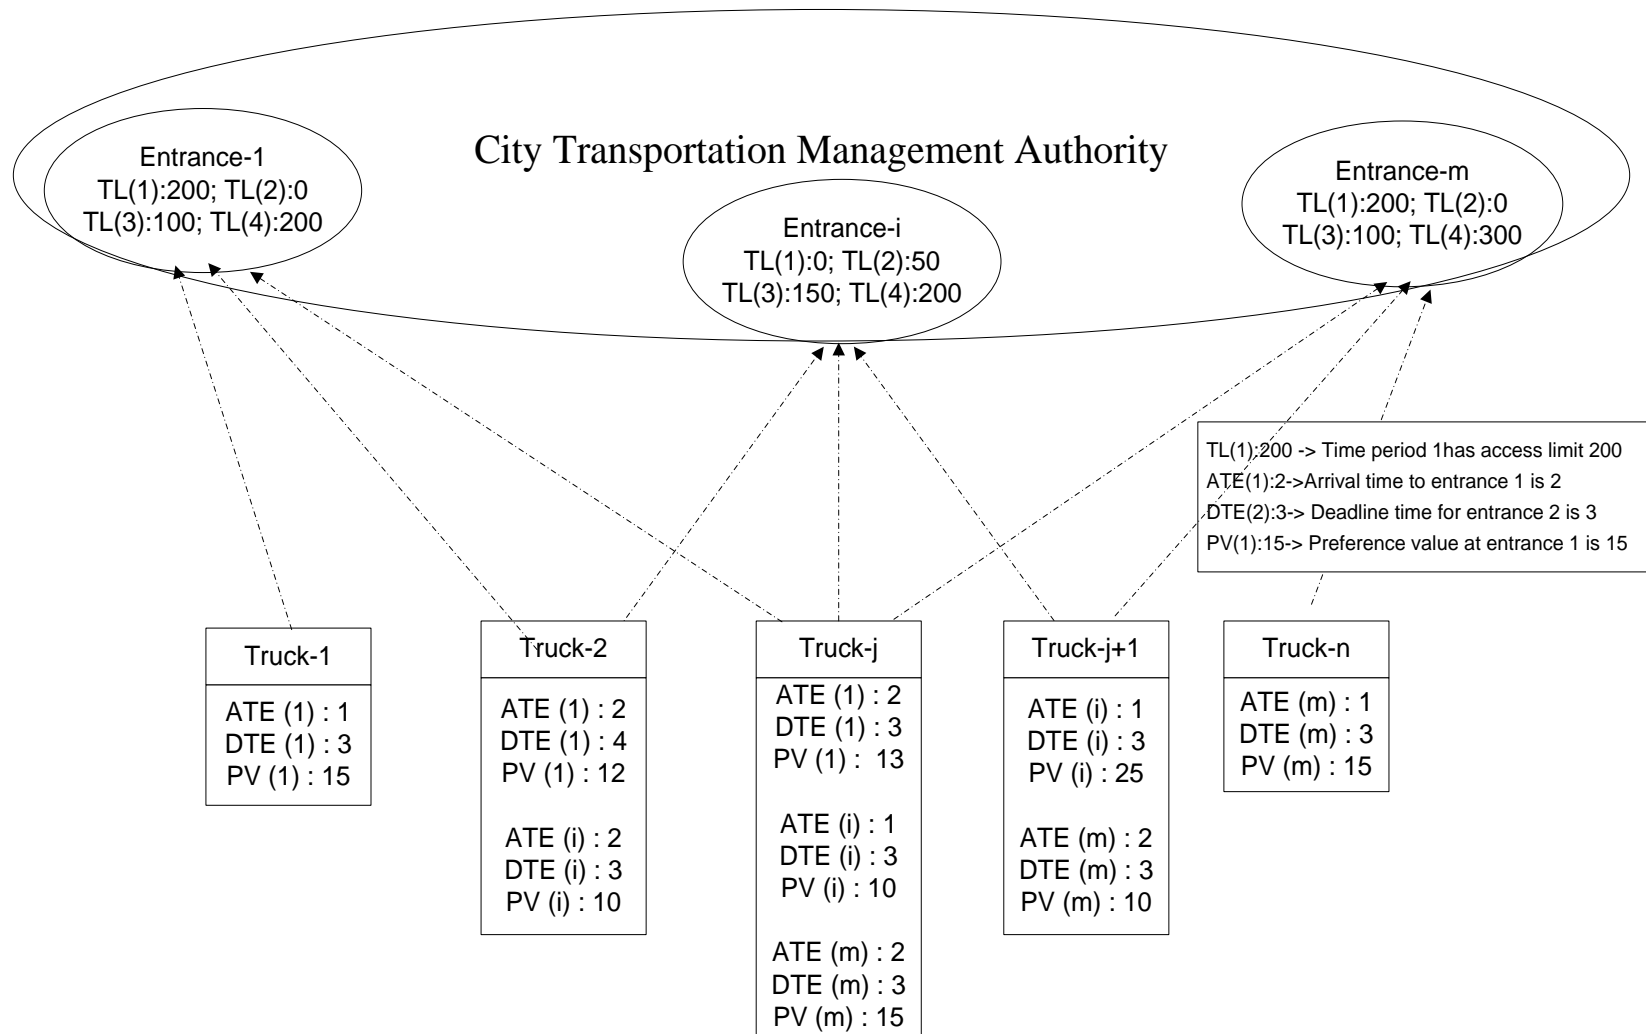 City Transportation Management Authority
Entrance-1
TL(1):200; TL(2):0
TL(3):100; TL(4):200
Entrance-i
TL(1):0; TL(2):50
TL(3):150; TL(4):200
Entrance-m
TL(1):200; TL(2):0
TL(3):100; TL(4):300
TL(1):200 -> Time period 1has access limit 200
ATE(1):2->Arrival time to entrance 1 is 2
DTE(2):3-> Deadline time for entrance 2 is 3
PV(1):15-> Preference value at entrance 1 is 15
Truck-1
ATE (1) : 1
DTE (1) : 3
PV (1) : 15
Truck-2
ATE (1) : 2
DTE (1) : 4
PV (1) : 12
ATE (i) : 2
DTE (i) : 3
PV (i) : 10
Truck-j
ATE (1) : 2
DTE (1) : 3
PV (1) :  13
ATE (i) : 1
DTE (i) : 3
PV (i) : 10
ATE (m) : 2
DTE (m) : 3
PV (m) : 15
Truck-j+1
ATE (i) : 1
DTE (i) : 3
PV (i) : 25
ATE (m) : 2
DTE (m) : 3
PV (m) : 10
Truck-n
ATE (m) : 1
DTE (m) : 3
PV (m) : 15